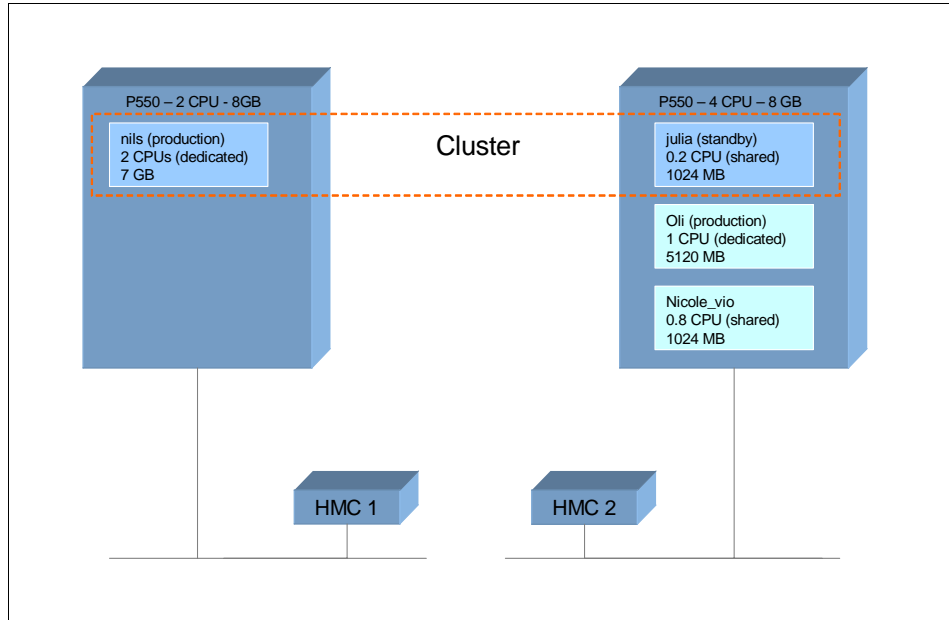 P550 – 2 CPU - 8GB
nils (production)
2 CPUs (dedicated)
7 GB
Cluster
P550 – 4 CPU – 8 GB
julia (standby)
0.2 CPU (shared)
1024 MB
Oli (production)
1 CPU (dedicated)
5120 MB
Nicole_vio
0.8 CPU (shared)
1024 MB
HMC 1
HMC 2